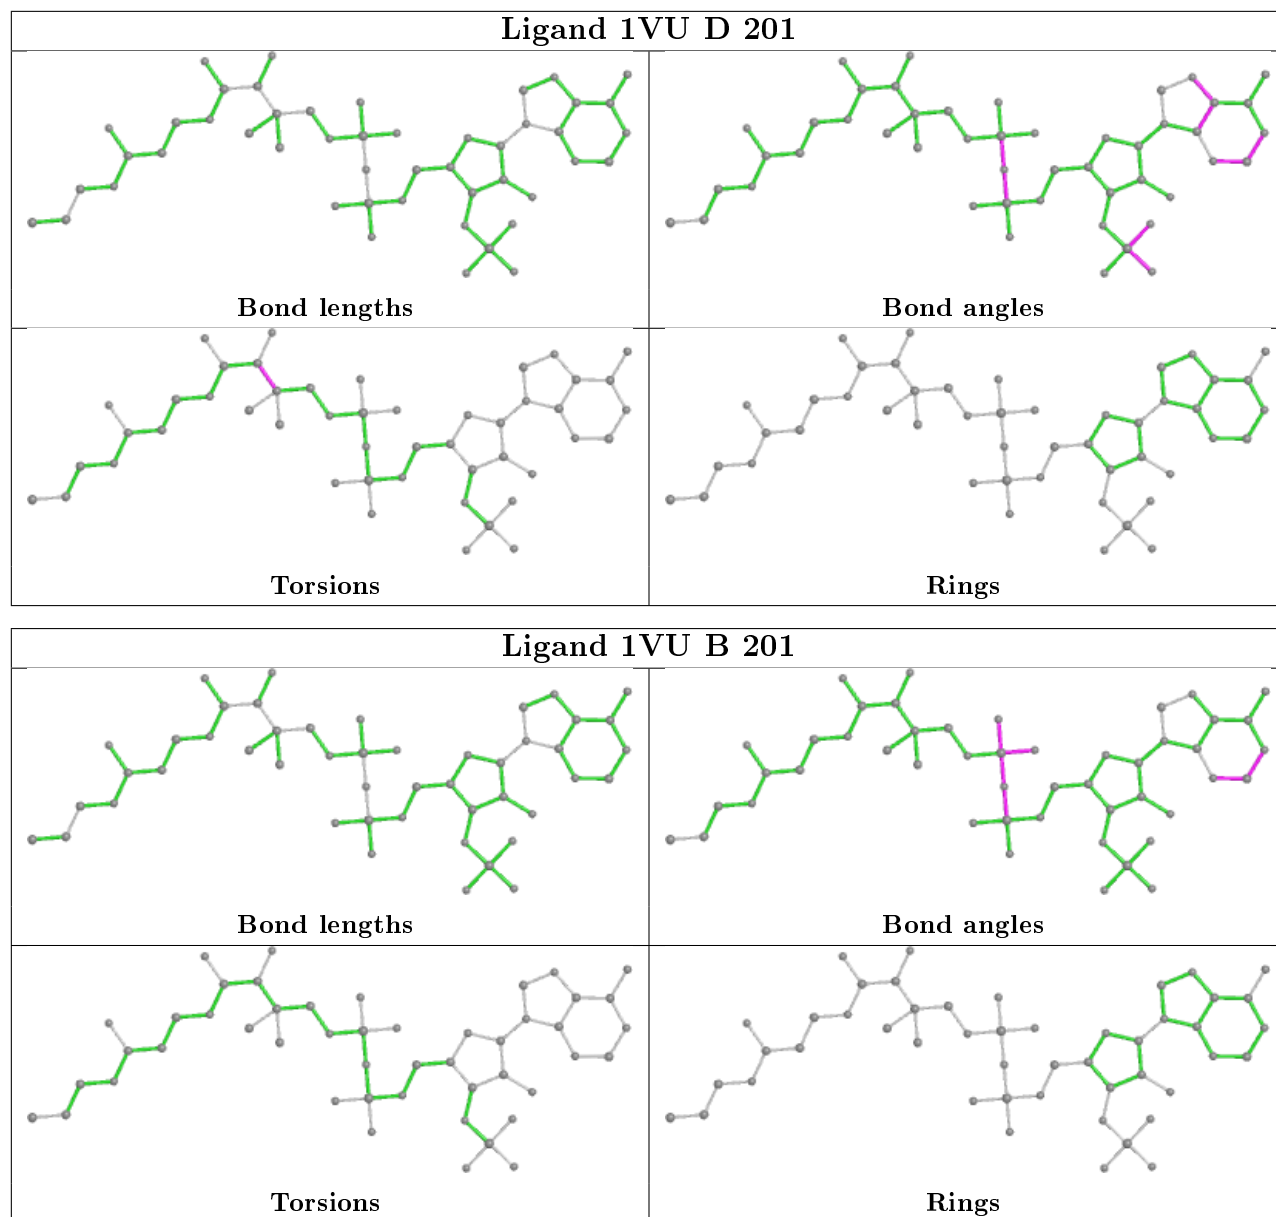 Ligand 1VU D 201
Bond lengths
Bond angles
Torsions
Rings
Ligand 1VU B 201
Bond lengths
Bond angles
Torsions
Rings